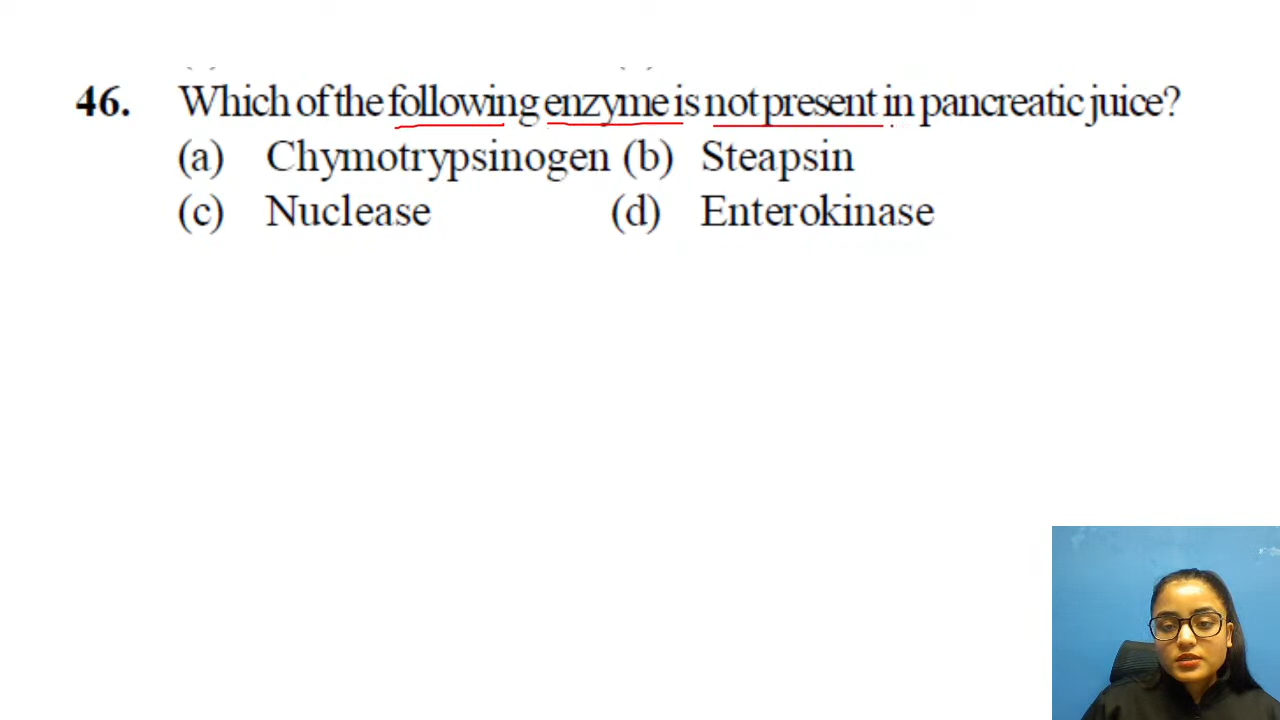 46. Which of the following enzyme is not present in pancreatic juice?
(a) Chymotrypsinogen (b) Steapsin
(c) Nuclease (d) Enterokinase